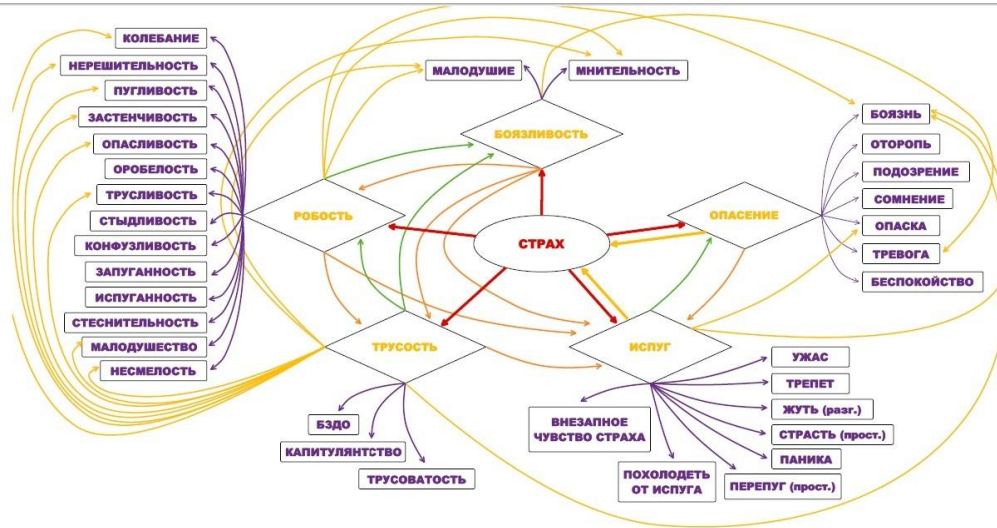 КОЛЕБАНИЕ
НЕРЕШИТЕЛЬНОСТЬ
ПУГЛИВОСТЬ
ЗАСТЕНЧИВОСТЬ
ОПАСЛИВОСТЬ
ОРОБЕЛОСТЬ
ТРУСЛИВОСТЬ
СТЫДЛИВОСТЬ
КОНФУЗЛИВОСТЬ
ЗАПУГАННОСТЬ
ИСПУГАННОСТЬ
СТЕСНИТЕЛЬНОСТЬ
МАЛОДУШЕСТВО
НЕСМЕЛОСТЬ
МАЛОДУШИЕ
МНИТЕЛЬНОСТЬ
БОЯЗЛИВОСТЬ
РОБОСТЬ
СТРАХ
ОПАСЕНИЕ
БОЯЗНЬ
ОТОРОПЬ
ПОДОЗРЕНИЕ
СОМНЕНИЕ
ОПАСКА
ТРЕВОГА
БЕСПОКОЙСТВО
ТРУСОСТЬ
БЗДО
КАПИТУЛЯНТСТВО
ТРУСОВАТОСТЬ
ИСПУГ
ВНЕЗАПНОЕ
ЧУВСТВО СТРАХА
ПОХОЛОДЕТЬ
ОТ ИСПУГА
УЖАС
ТРЕПЕТ
ЖУТЬ (разг.)
СТРАСТЬ (прост.)
ПАНИКА
ПЕРЕПУГ (прост.)